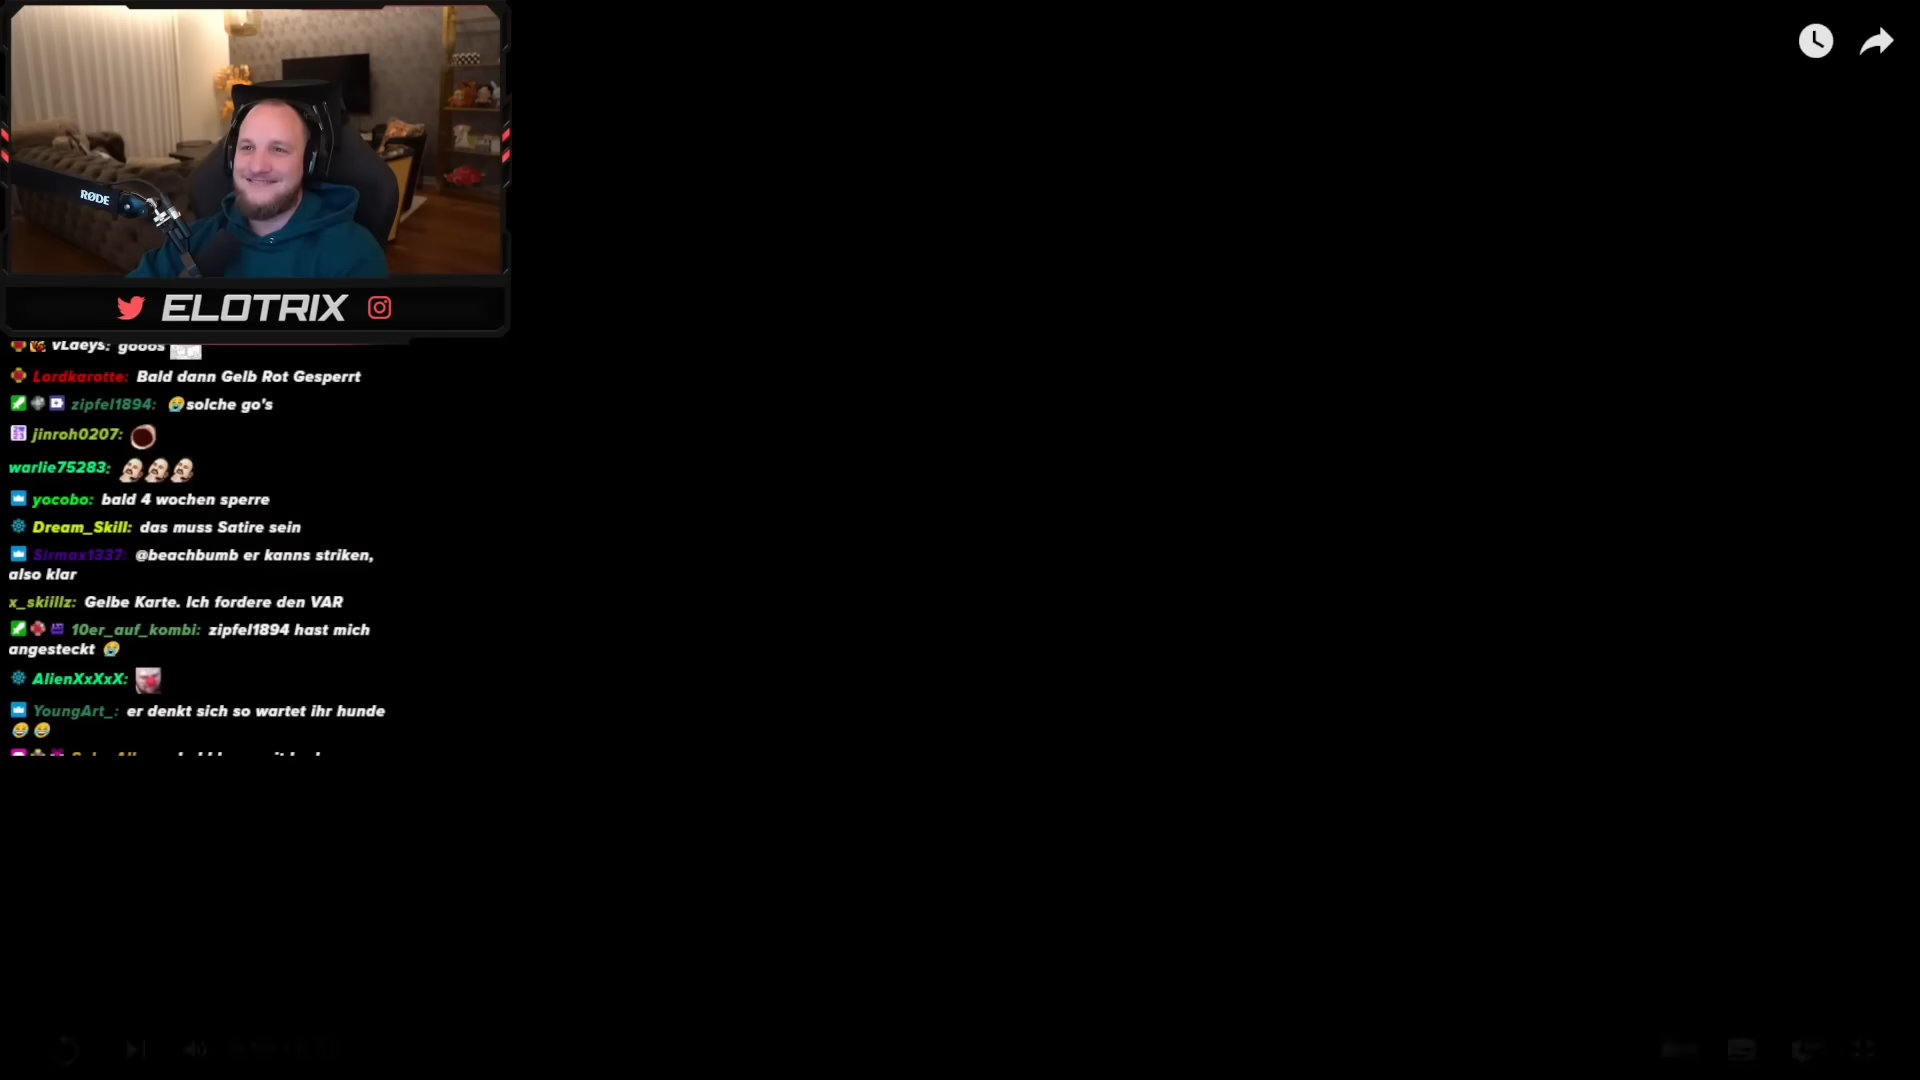 RØDE
ELOTRIX
vLaeys: gooos
Lordkarotte: Bald dann Gelb Rot Gesperrt
zipfel1894: 😭solche go's
jinroh0207:
warlie75283:
yocobo: bald 4 wochen sperre
Dream_Skill: das muss Satire sein
Sirmax1337: @beachbumb er kanns striken,
also klar
x_skiillz: Gelbe Karte. Ich fordere den VAR
10er_auf_kombi: zipfel1894 hast mich
angesteckt 😭
AlienXxXxX:
YoungArt_: er denkt sich so wartet ihr hunde
😂 😂